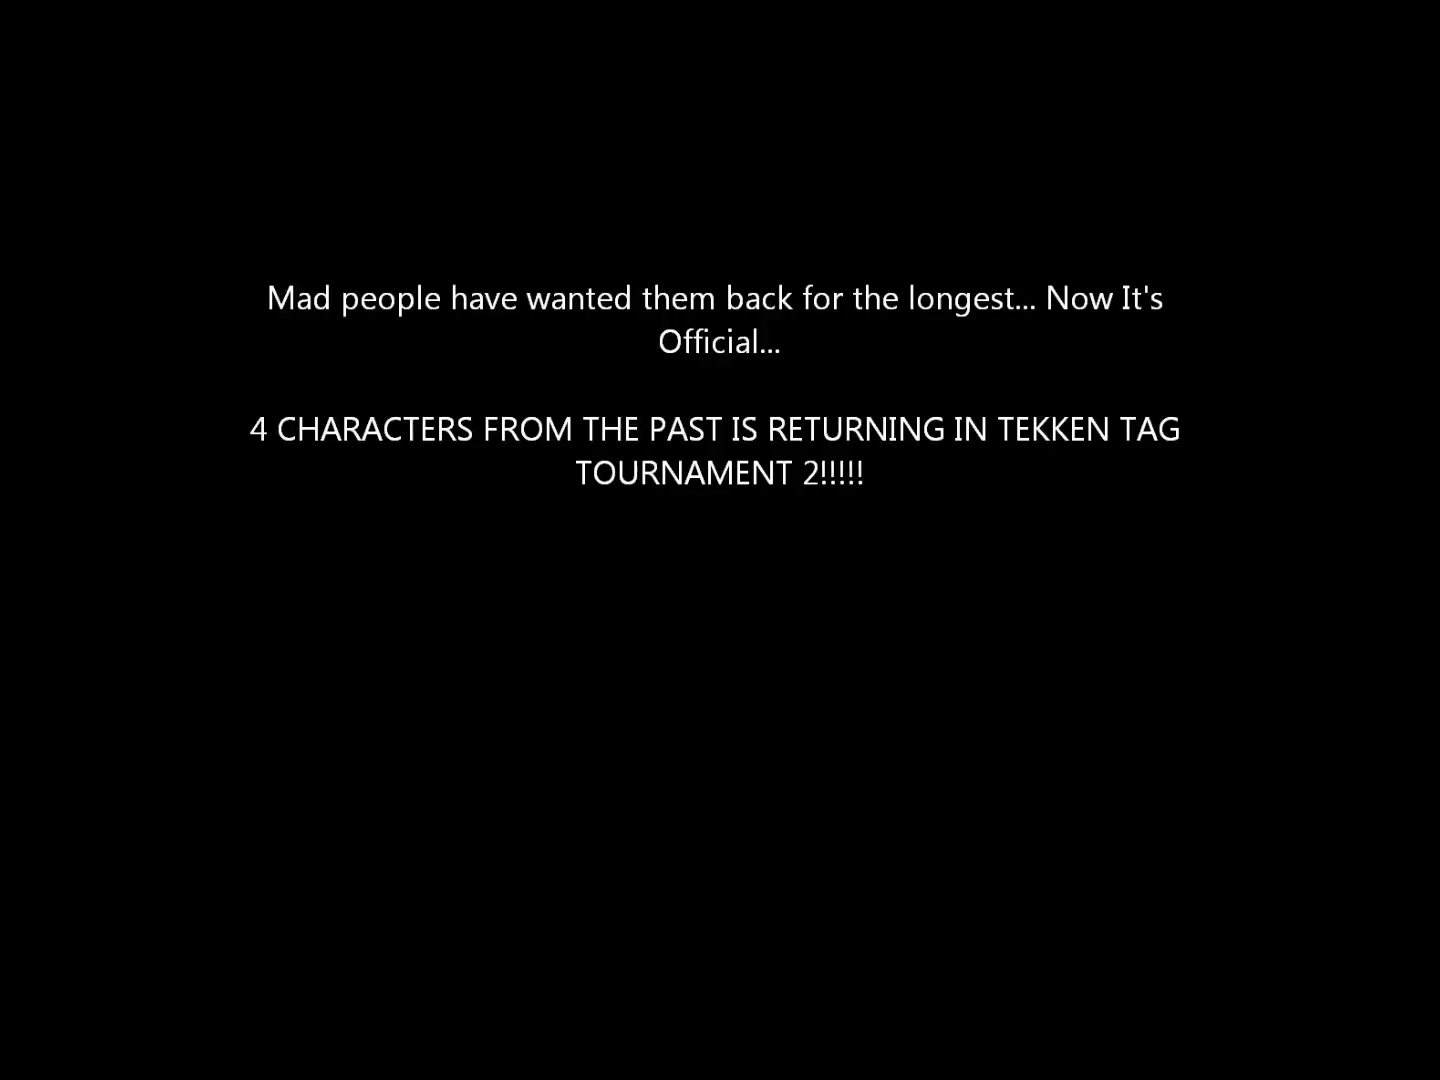 Mad people have wanted them back for the longest... Now It's
Official...
4 CHARACTERS FROM THE PAST IS RETURNING IN TEKKEN TAG
TOURNAMENT 2!!!!!